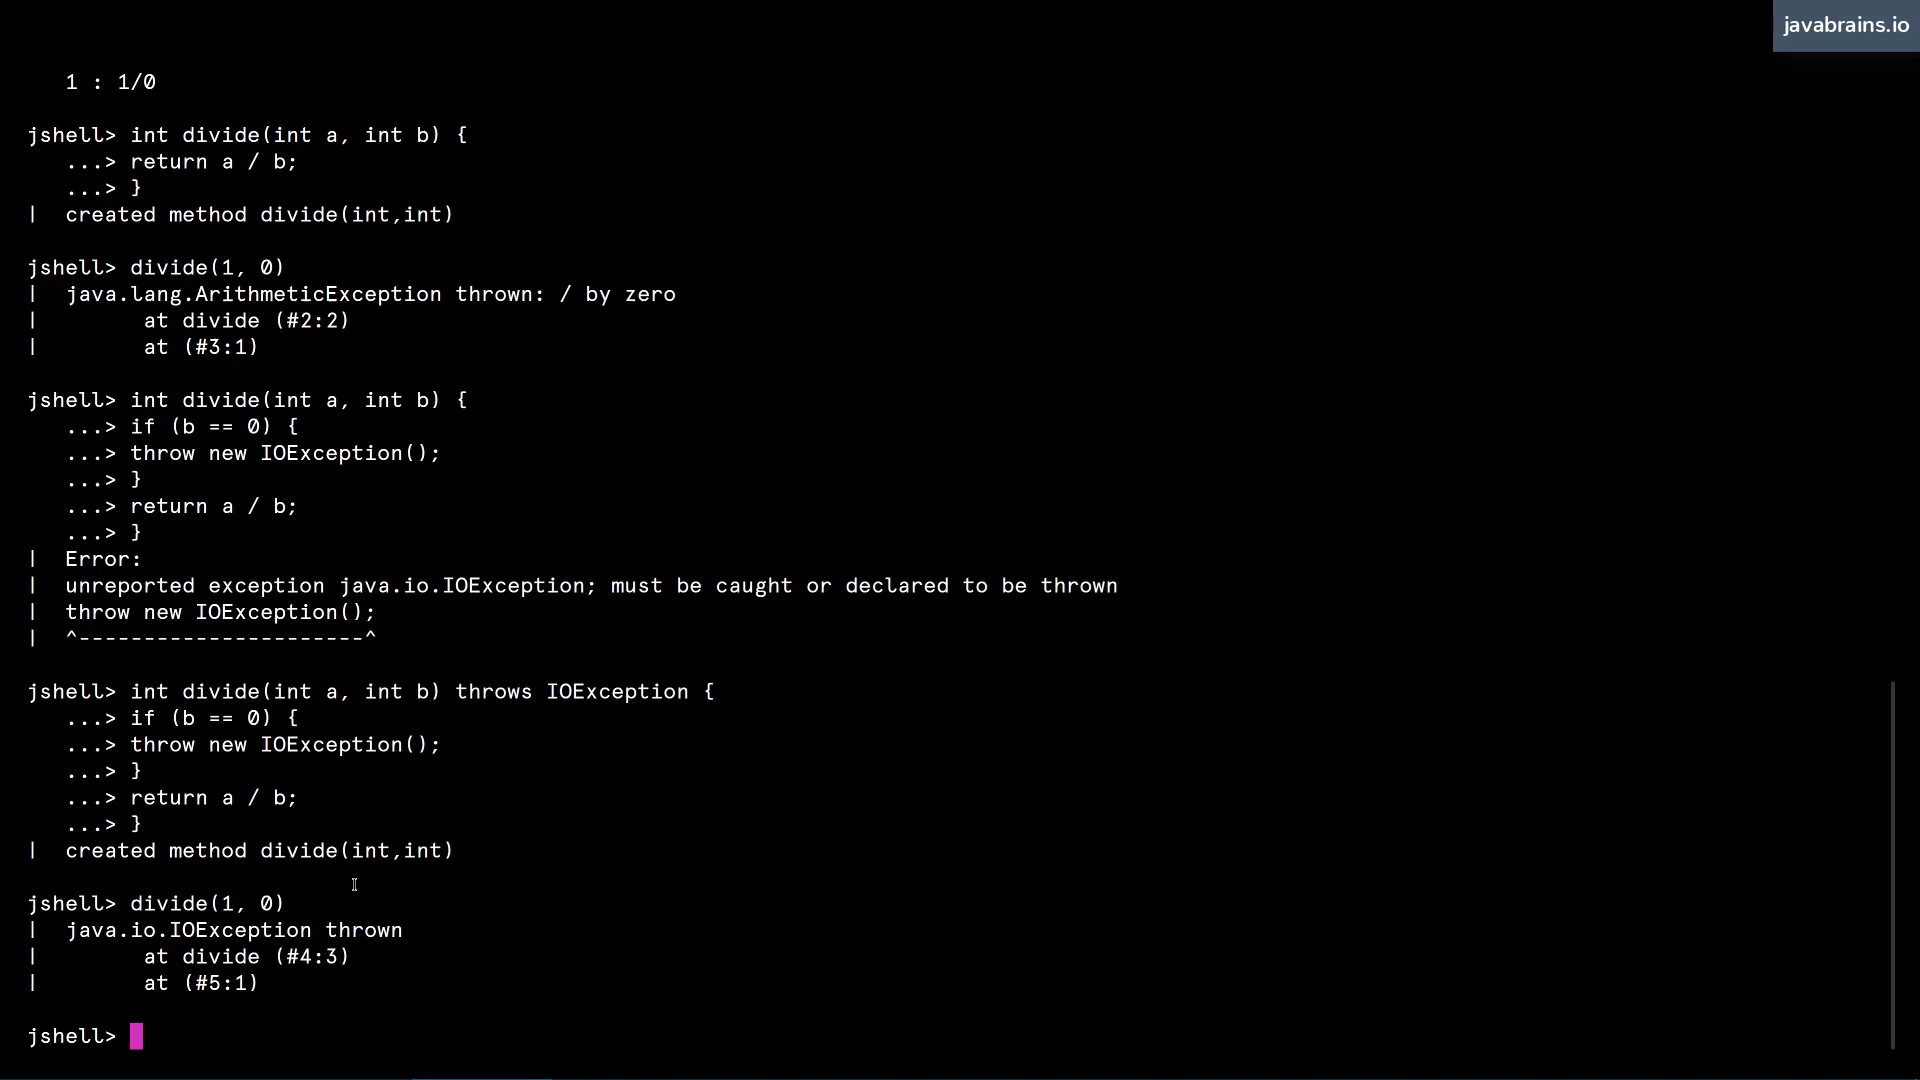 javabrains.io
1 : 1/0
jshell> int divide(int a, int b) {
...> return a / b;
...> }
| created method divide(int,int)
jshell> divide(1, 0)
| java.lang.ArithmeticException thrown: / by zero
| at divide (#2:2)
| at (#3:1)
jshell> int divide(int a, int b) {
...> if (b == 0) {
...> throw new IOException();
...> }
...> return a / b;
...> }
| Error:
| unreported exception java.io.IOException; must be caught or declared to be thrown
| throw new IOException();
| ^----------------------^
jshell> int divide(int a, int b) throws IOException {
...> if (b == 0) {
...> throw new IOException();
...> }
...> return a / b;
...> }
| created method divide(int,int)
jshell> divide(1, 0)
| java.io.IOException thrown
| at divide (#4:3)
| at (#5:1)
jshell>